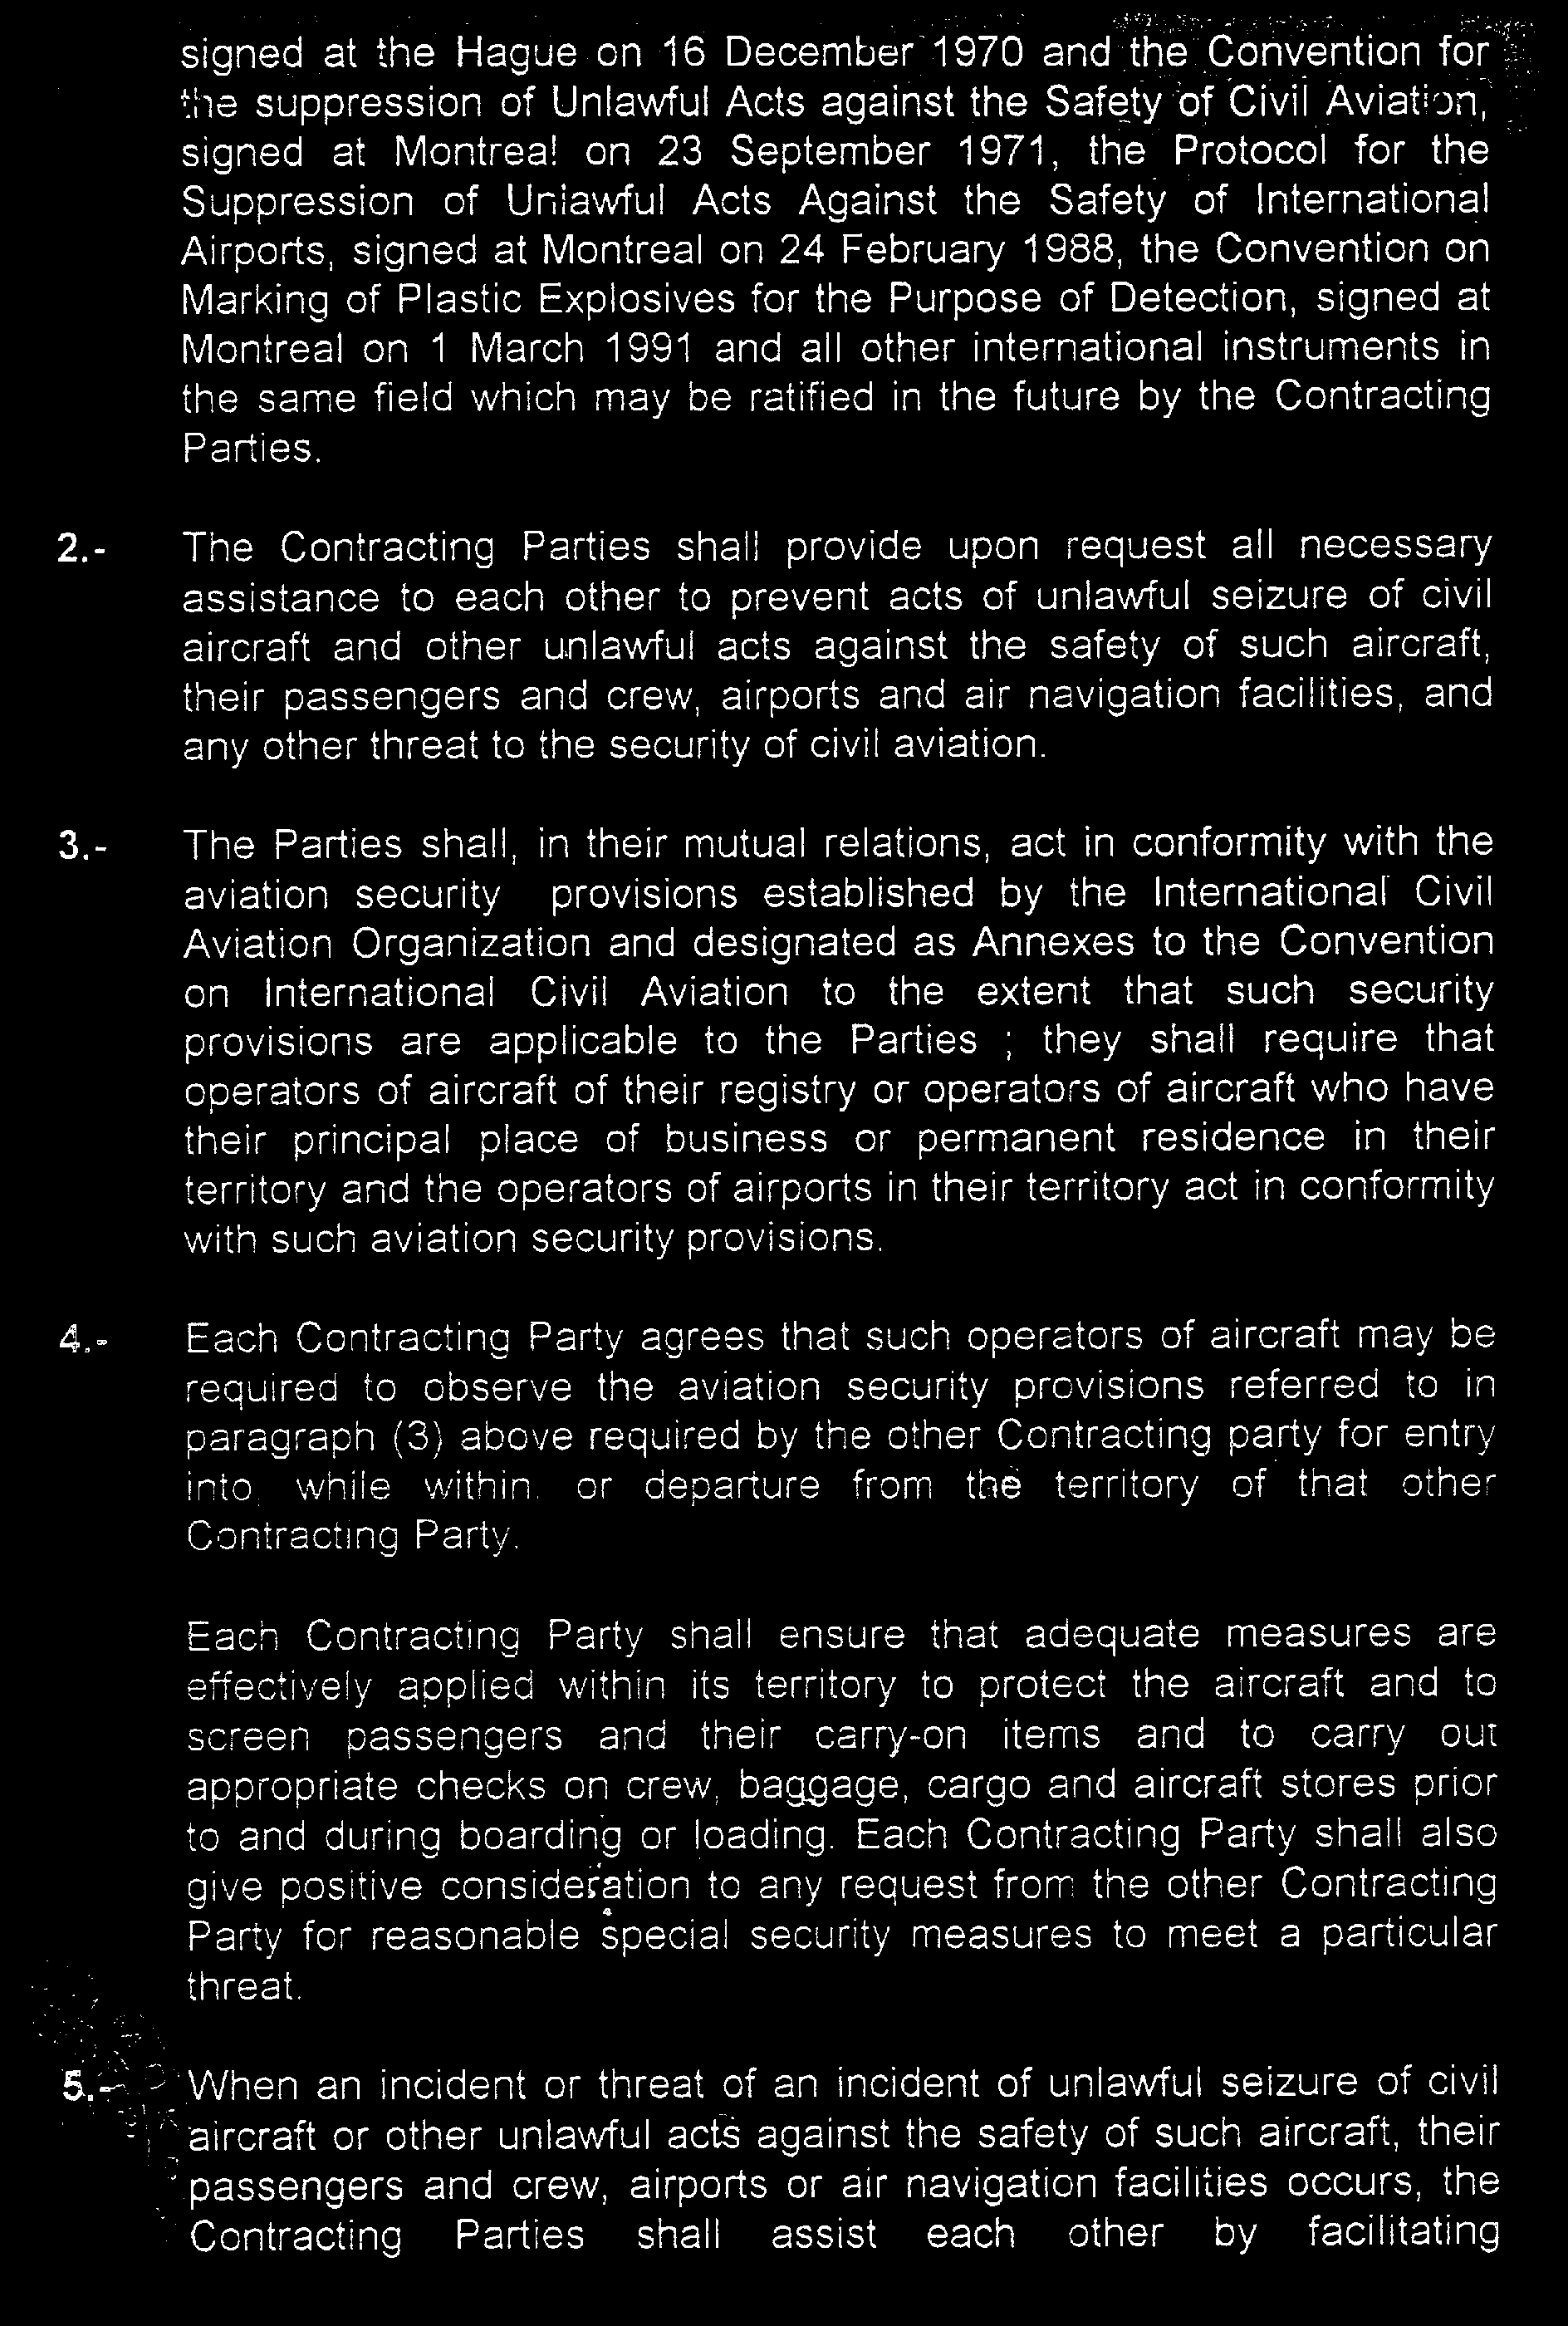 signed at the Hague on 16 December 1970 and the Convention for
the suppression of Unlawful Acts against the Safety of Civil Aviation,
signed at Montreal on 23 September 1971, the Protocol for the
Suppression of Unlawful Acts Against the Safety of International
Airports, signed at Montreal on 24 February 1988, the Convention on
Marking of Plastic Explosives for the Purpose of Detection, signed at
Montreal on 1 March 1991 and all other international instruments in
the same field which may be ratified in the future by the Contracting
Parties.
2.- The Contracting Parties shall provide upon request all necessary
assistance to each other to prevent acts of unlawful seizure of civil
aircraft and other unlawful acts against the safety of such aircraft,
their passengers and crew, airports and air navigation facilities, and
any other threat to the security of civil aviation.
3.- The Parties shall, in their mutual relations, act in conformity with the
aviation security provisions established by the International Civil
Aviation Organization and designated as Annexes to the Convention
on International Civil Aviation to the extent that such security
provisions are applicable to the Parties ; they shall require that
operators of aircraft of their registry or operators of aircraft who have
their principal place of business or permanent residence in their
territory and the operators of airports in their territory act in conformity
with such aviation security provisions.
4.- Each Contracting Party agrees that such operators of aircraft may be
required to observe the aviation security provisions referred to in
paragraph (3) above required by the other Contracting party for entry
into, while within, or departure from the territory of that other
Contracting Party.
Each Contracting Party shall ensure that adequate measures are
effectively applied within its territory to protect the aircraft and to
screen passengers and their carry-on items and to carry out
appropriate checks on crew, baggage, cargo and aircraft stores prior
to and during boarding or loading. Each Contracting Party shall also
give positive consideration to any request from the other Contracting
Party for reasonable special security measures to meet a particular
threat.
5.- When an incident or threat of an incident of unlawful seizure of civil
aircraft or other unlawful acts against the safety of such aircraft, their
passengers and crew, airports or air navigation facilities occurs, the
Contracting Parties shall assist each other by facilitating